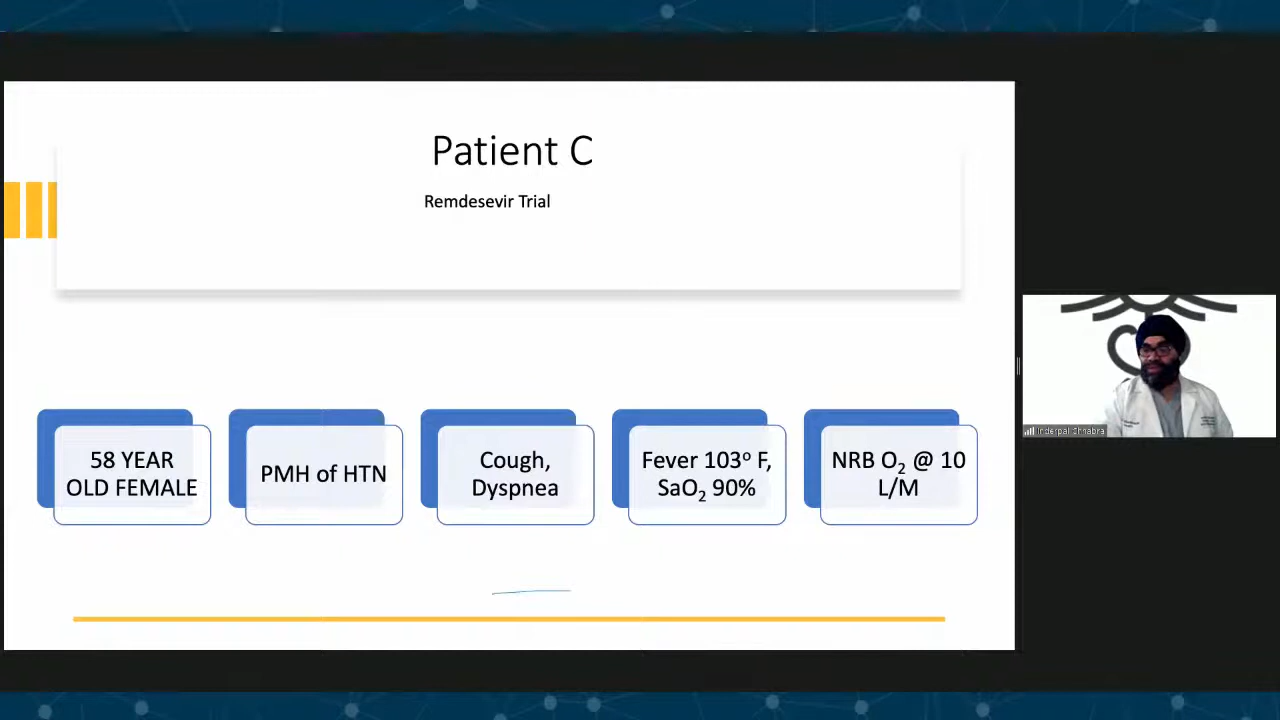 Patient C
Remdesevir Trial
58 YEAR
OLD FEMALE
PMH of HTN
Cough,
Dyspnea
Fever 103º F,
SaO₂ 90%
NRB O₂ @ 10
L/M
Inderpal Chhabra